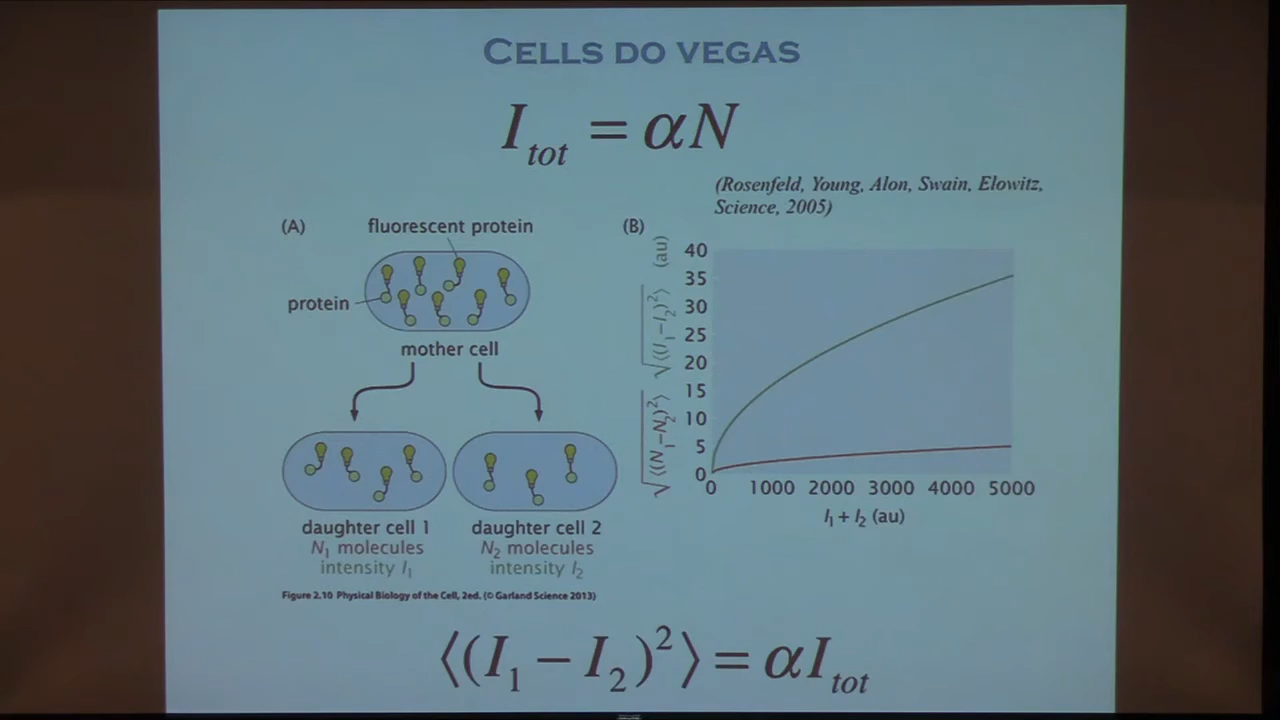 CELLS DO VEGAS
I_tot = αN
(Rosenfeld, Young, Alon, Swain, Elowitz,
Science, 2005)
(A)
fluorescent protein
protein
mother cell
daughter cell 1
N₁ molecules
intensity I₁
daughter cell 2
N₂ molecules
intensity I₂
Figure 2.10 Physical Biology of the Cell, 2ed. (© Garland Science 2013)
(B)
√⟨(N₁–N₂)²⟩ √⟨(I₁–I₂)²⟩ (au)
40
35
30
25
20
15
10
5
0
0 1000 2000 3000 4000 5000
I₁ + I₂ (au)
⟨(I₁ − I₂)²⟩ = αI_tot